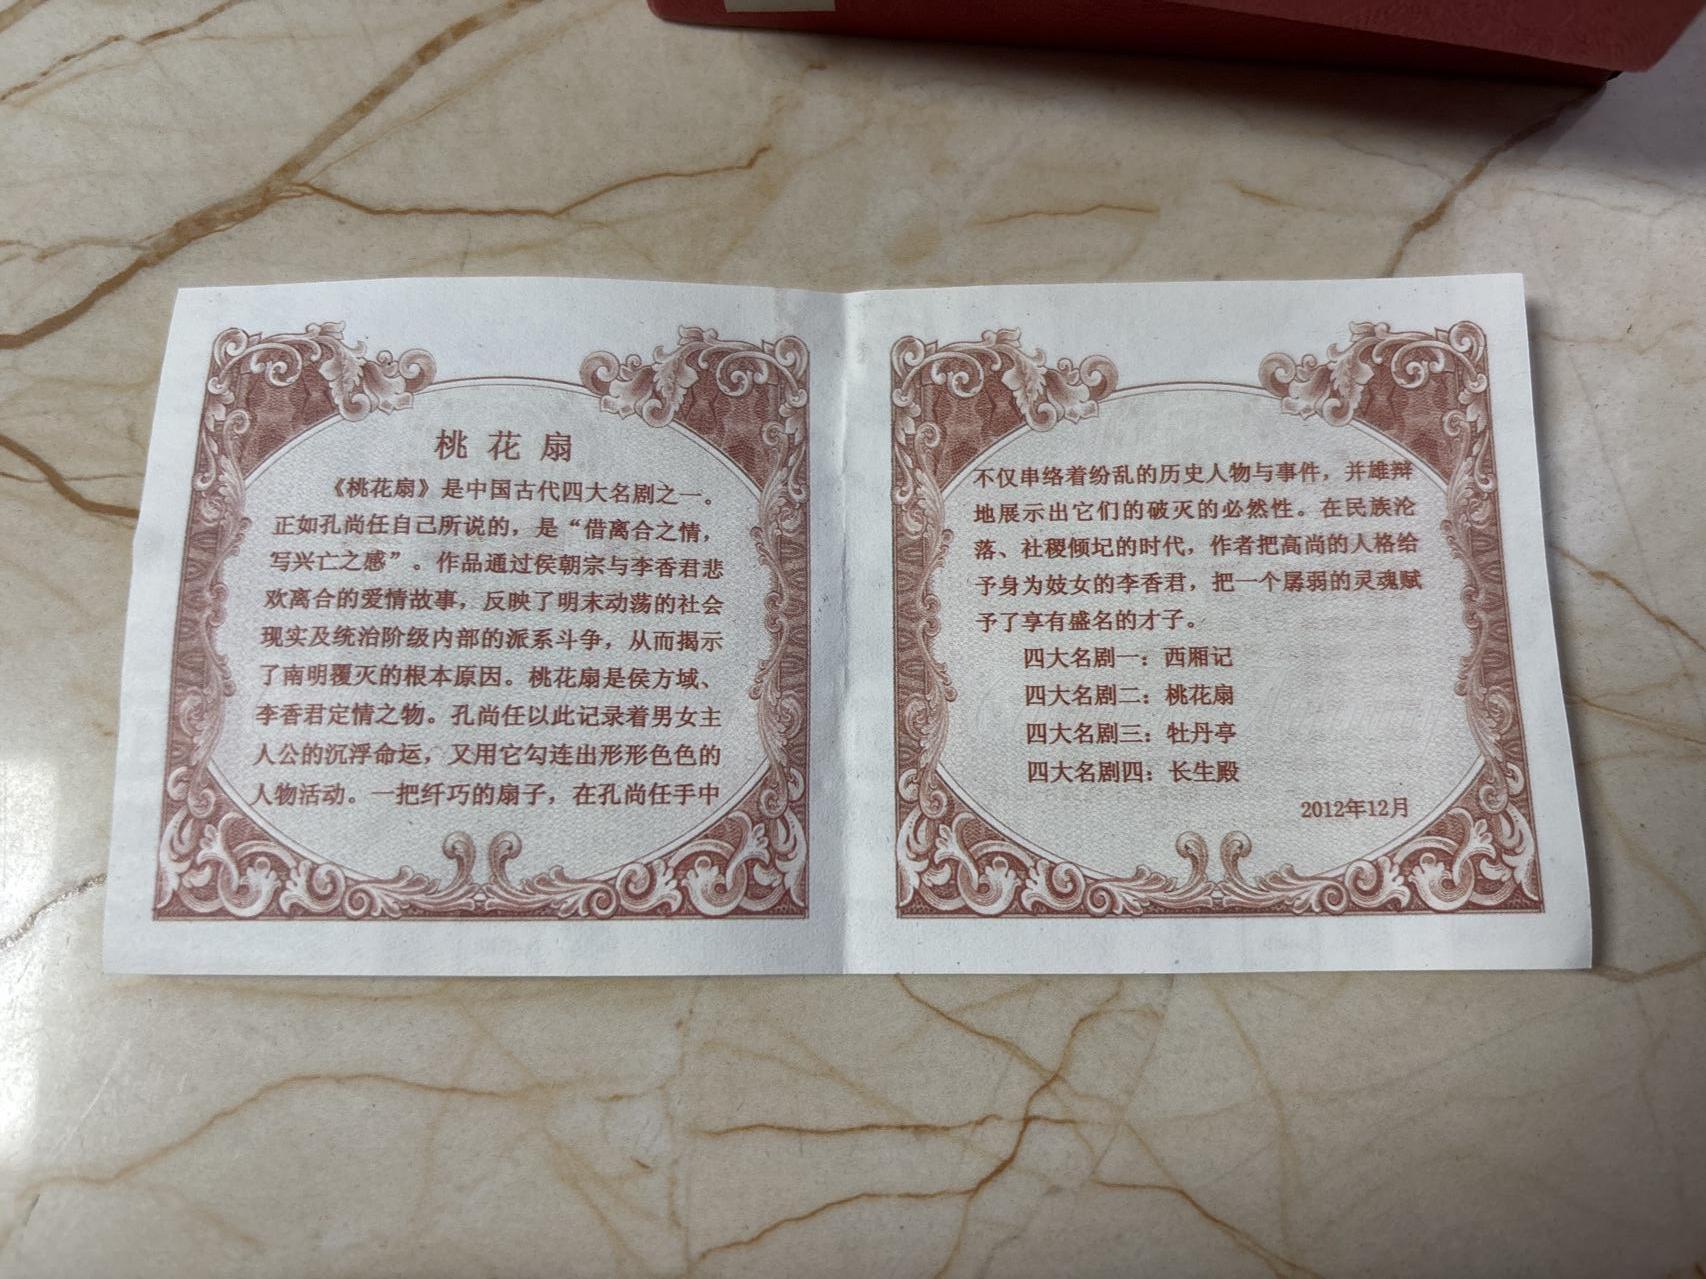 桃花扇
《桃花扇》是中国古代四大名剧之一。
正如孔尚任自己所说的，是“借离合之情，
写兴亡之感”。作品通过侯朝宗与李香君悲
欢离合的爱情故事，反映了明末动荡的社会
现实及统治阶级内部的派系斗争，从而揭示
了南明覆灭的根本原因。桃花扇是侯方域、
李香君定情之物。孔尚任以此记录着男女主
人公的沉浮命运，又用它勾连出形形色色的
人物活动。一把纤巧的扇子，在孔尚任手中
不仅串络着纷乱的历史人物与事件，并雄辩
地展示出它们的破灭的必然性。在民族沦
落、社稷倾圮的时代，作者把高尚的人格给
予身为妓女的李香君，把一个孱弱的灵魂赋
予了享有盛名的才子。
四大名剧一：西厢记
四大名剧二：桃花扇
四大名剧三：牡丹亭
四大名剧四：长生殿
2012年12月